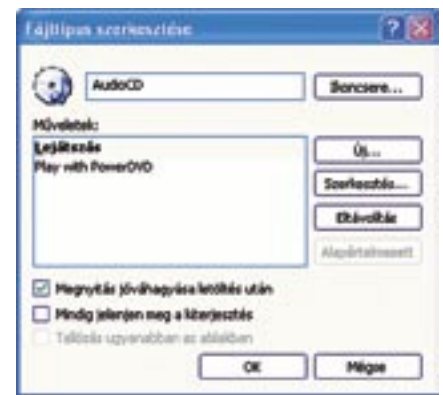 Fájltípus szerkesztése
AudioCD
Ikoncsere...
Műveletek:
Lejátszás
Play with PowerDVD
Új...
Szerkesztés...
Eltávolítás
Alapértelmezett
Megnyitás jóváhagyása letöltés után
Mindig jelenjen meg a kiterjesztés
Tallózás ugyanabban az ablakban
OK
Mégse